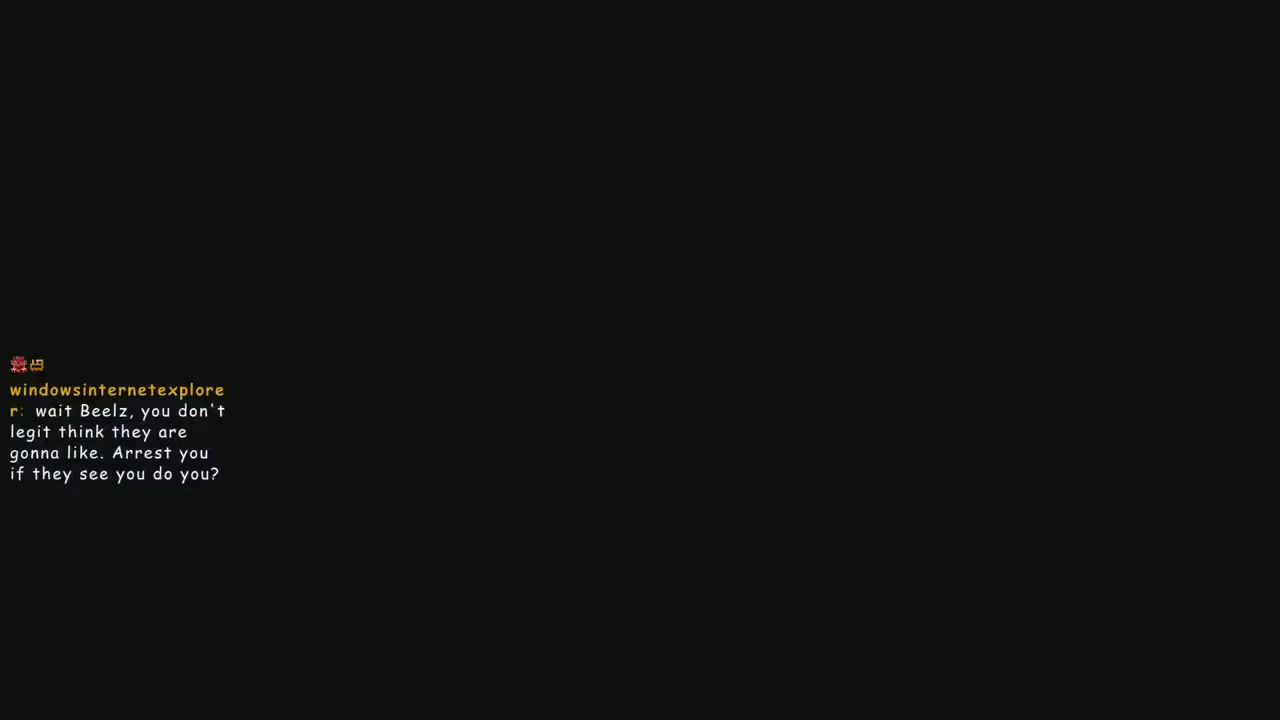 windowsinternetexplore
r: wait Beelz, you don't
legit think they are
gonna like. Arrest you
if they see you do you?